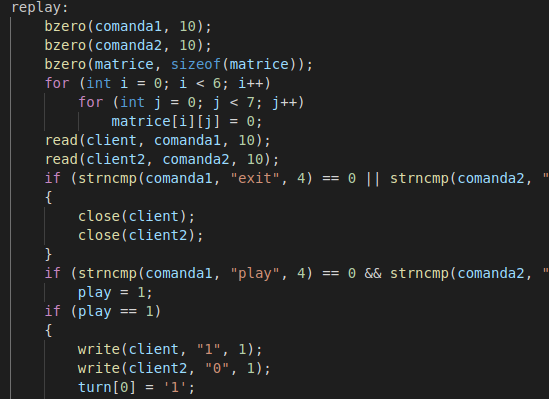 replay:
    bzero(comanda1, 10);
    bzero(comanda2, 10);
    bzero(matrice, sizeof(matrice));
    for (int i = 0; i < 6; i++)
        for (int j = 0; j < 7; j++)
            matrice[i][j] = 0;
    read(client, comanda1, 10);
    read(client2, comanda2, 10);
    if (strncmp(comanda1, "exit", 4) == 0 || strncmp(comanda2, "
    {
        close(client);
        close(client2);
    }
    if (strncmp(comanda1, "play", 4) == 0 && strncmp(comanda2, "
        play = 1;
    if (play == 1)
    {
        write(client, "1", 1);
        write(client2, "0", 1);
        turn[0] = '1';